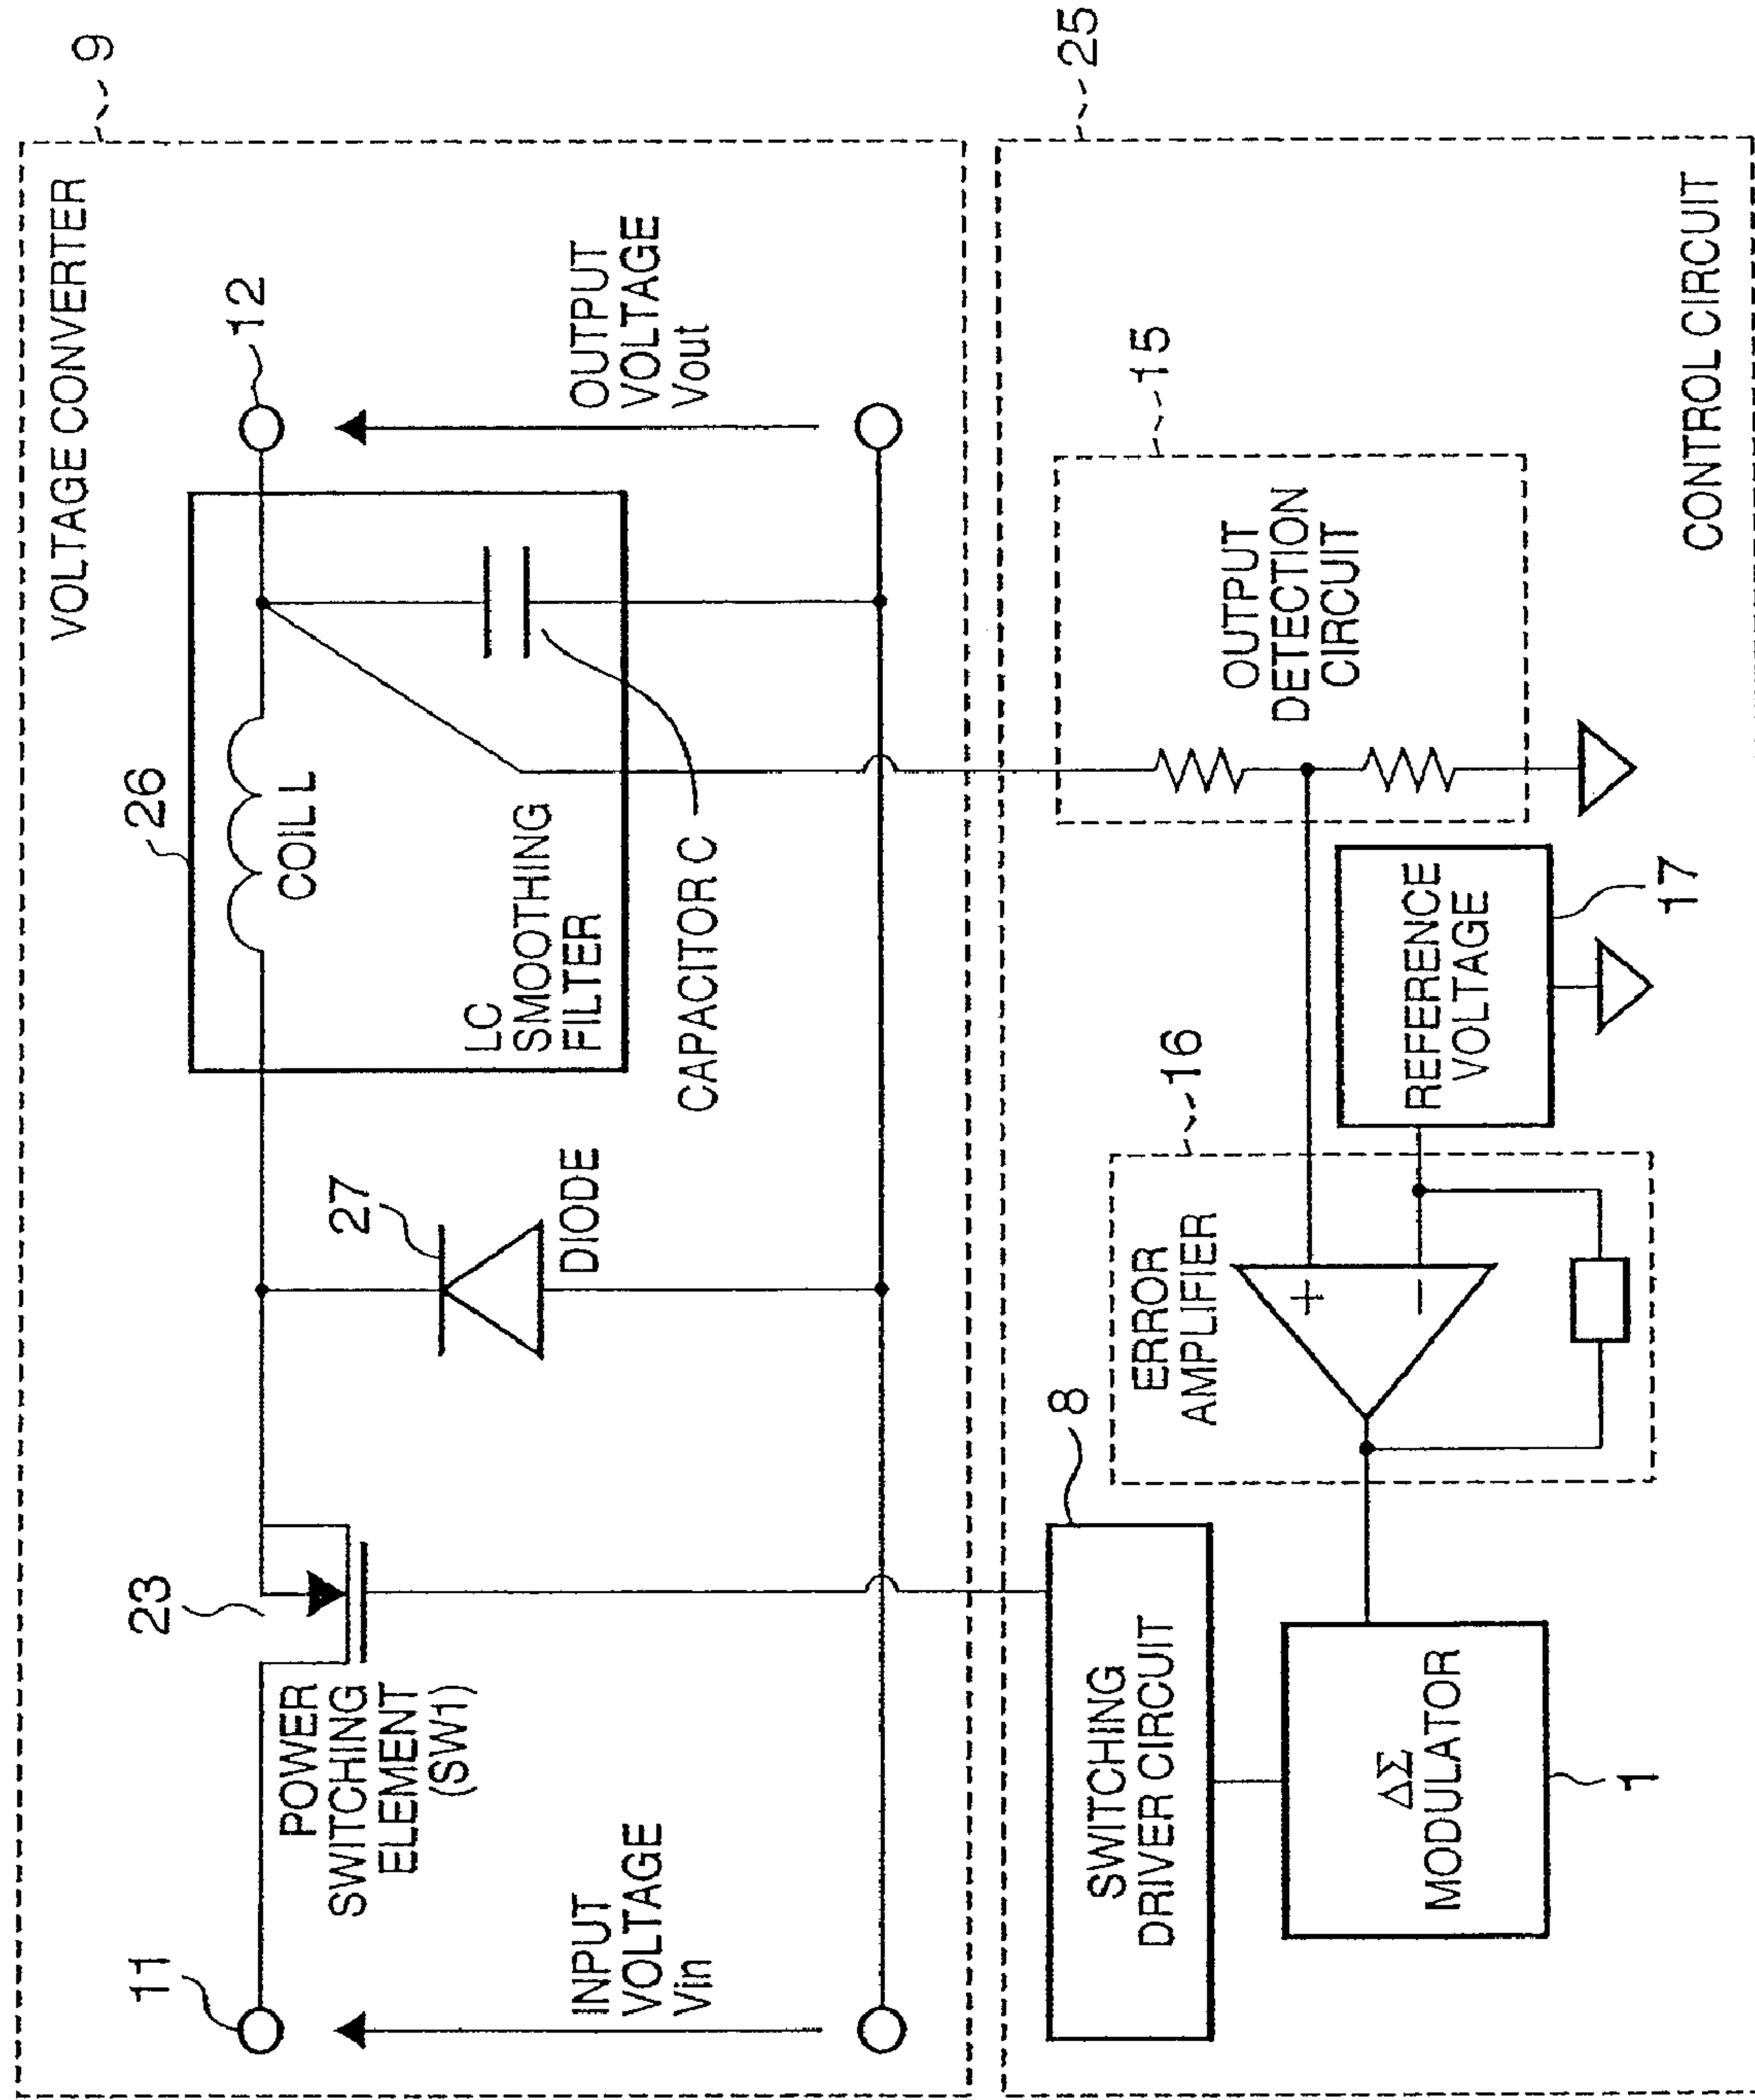 VOLTAGE CONVERTER
9
11
POWER
SWITCHING
ELEMENT
(SW1)
23
INPUT
VOLTAGE
Vin
27
DIODE
26
COIL L
LC
SMOOTHING
FILTER
CAPACITOR C
12
OUTPUT
VOLTAGE
Vout
25
CONTROL CIRCUIT
SWITCHING
DRIVER CIRCUIT
8
ΔΣ
MODULATOR
1
ERROR
AMPLIFIER
16
+
−
REFERENCE
VOLTAGE
17
OUTPUT
DETECTION
CIRCUIT
15